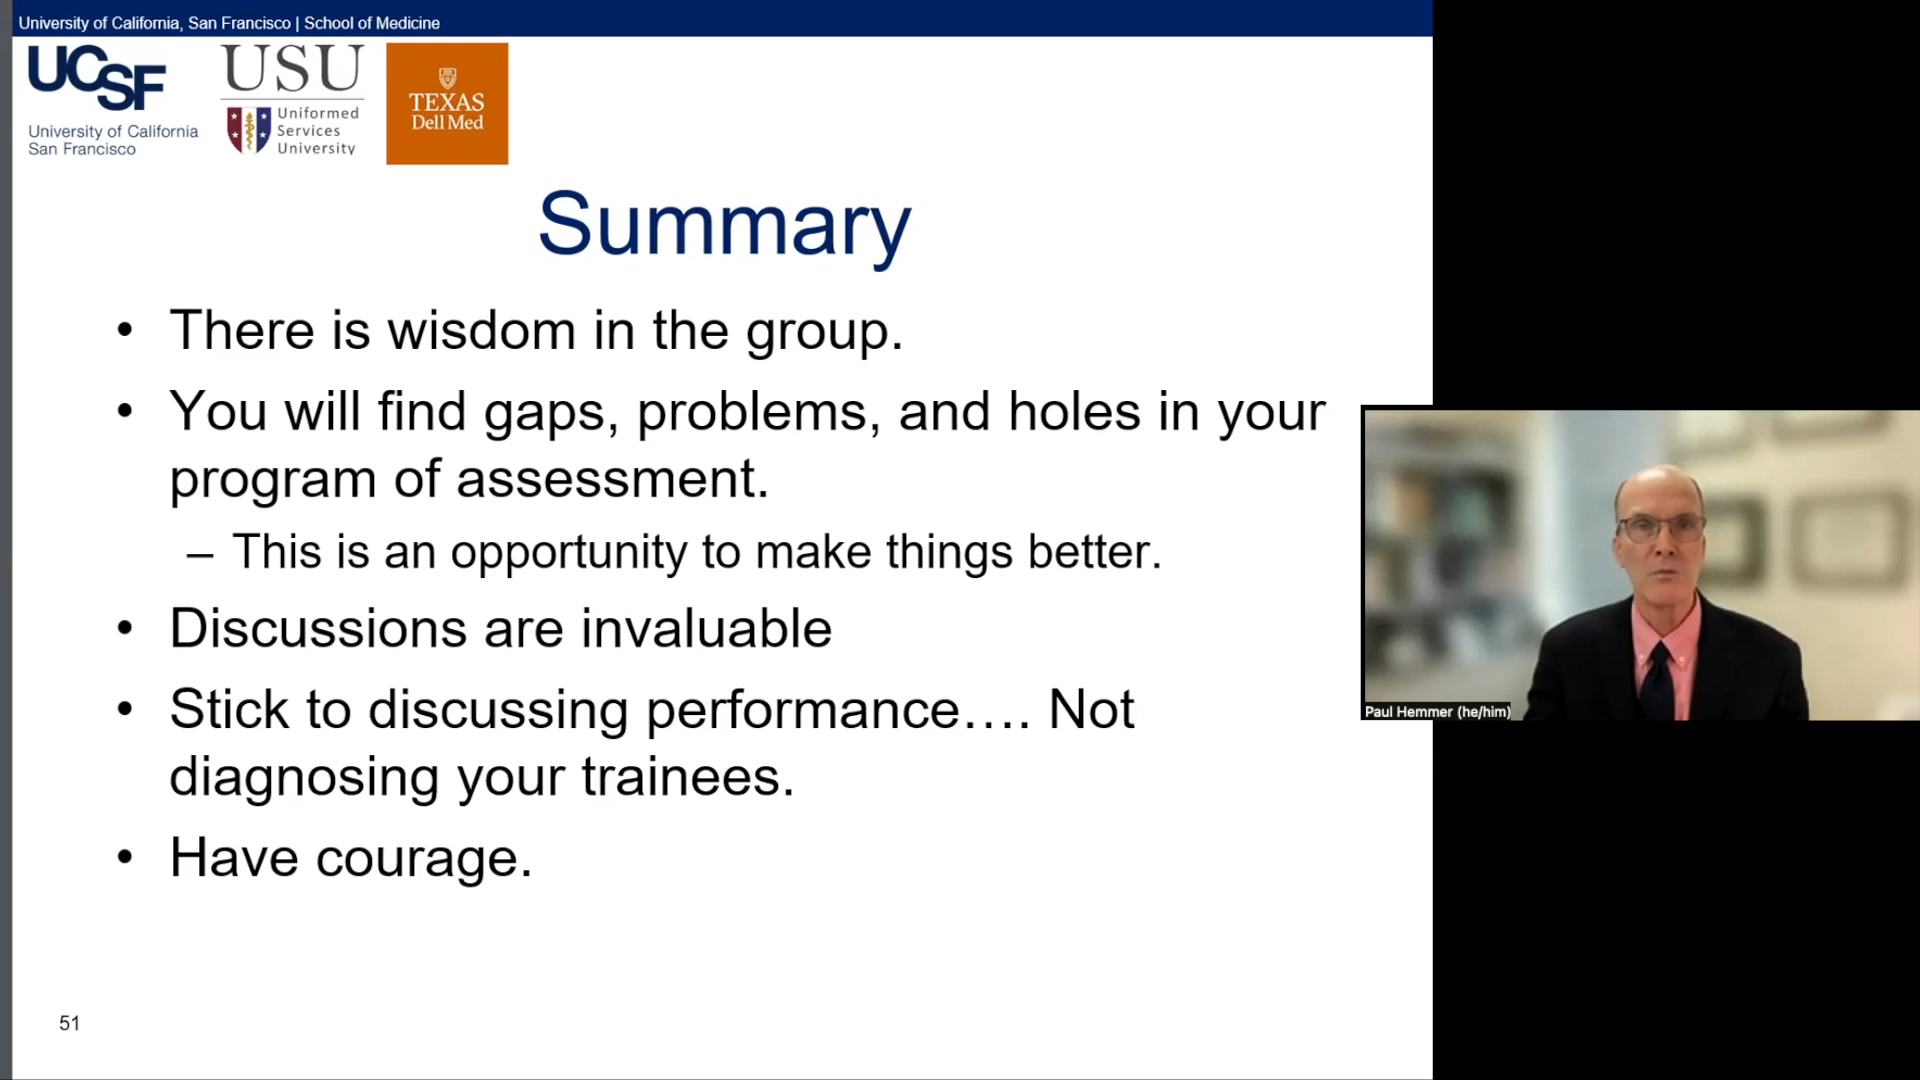 University of California, San Francisco | School of Medicine
UCSF
University of California
San Francisco
USU
Uniformed
Services
University
TEXAS
Dell Med
Summary
• There is wisdom in the group.
• You will find gaps, problems, and holes in your
program of assessment.
– This is an opportunity to make things better.
• Discussions are invaluable
• Stick to discussing performance…. Not
diagnosing your trainees.
• Have courage.
Paul Hemmer (he/him)
51